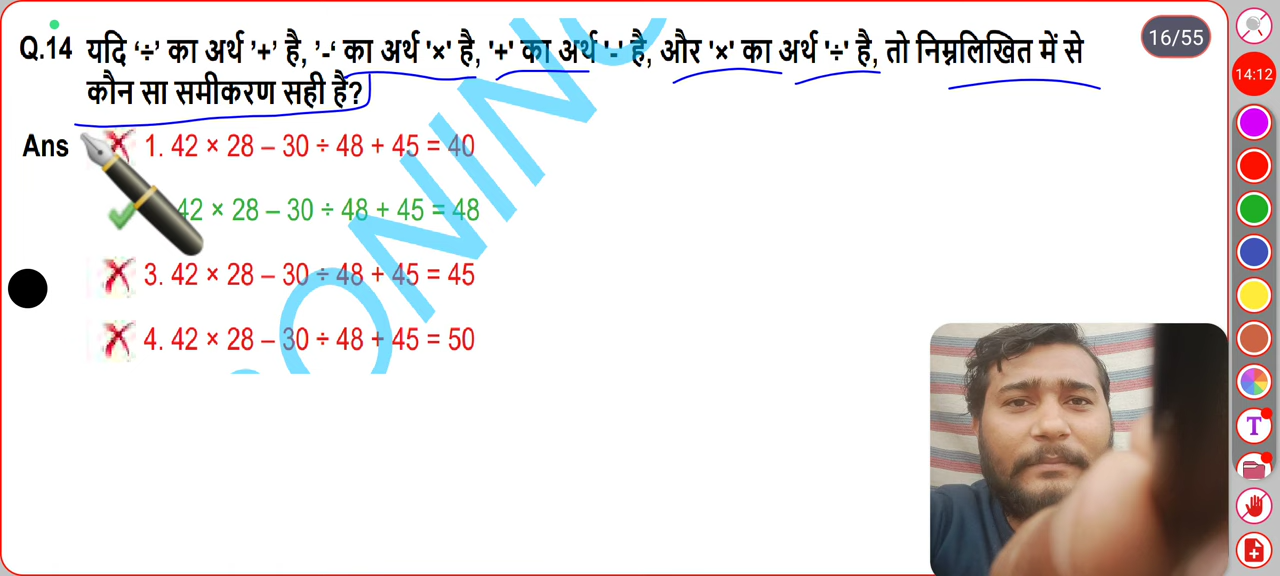 16/55
Q.14 यदि ‘÷’ का अर्थ ’+’ है, ’-‘ का अर्थ '×' है, '+' का अर्थ '-' है, और '×' का अर्थ '÷' है, तो निम्नलिखित में से
कौन सा समीकरण सही है?
14:12
Ans 1. 42 × 28 – 30 ÷ 48 + 45 = 40
42 × 28 – 30 ÷ 48 + 45 = 48
3. 42 × 28 – 30 ÷ 48 + 45 = 45
4. 42 × 28 – 30 ÷ 48 + 45 = 50
T